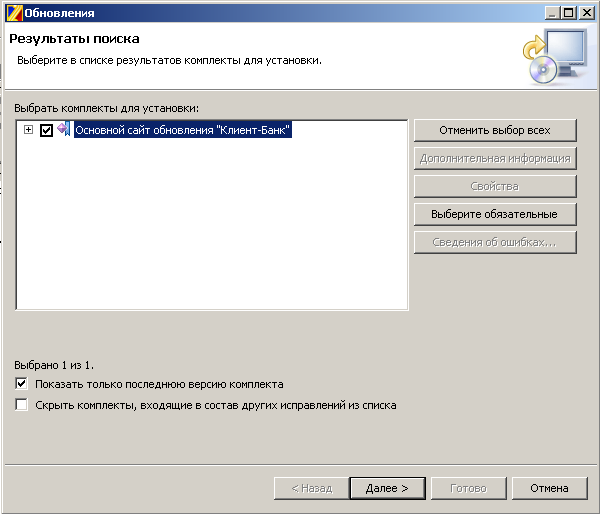 Обновления
Результаты поиска
Выберите в списке результатов комплекты для установки.
Выбрать комплекты для установки:
Основной сайт обновления "Клиент-Банк"
Отменить выбор всех
Дополнительная информация
Свойства
Выберите обязательные
Сведения об ошибках...
Выбрано 1 из 1.
Показать только последнюю версию комплекта
Скрыть комплекты, входящие в состав других исправлений из списка
< Назад
Далее >
Готово
Отмена